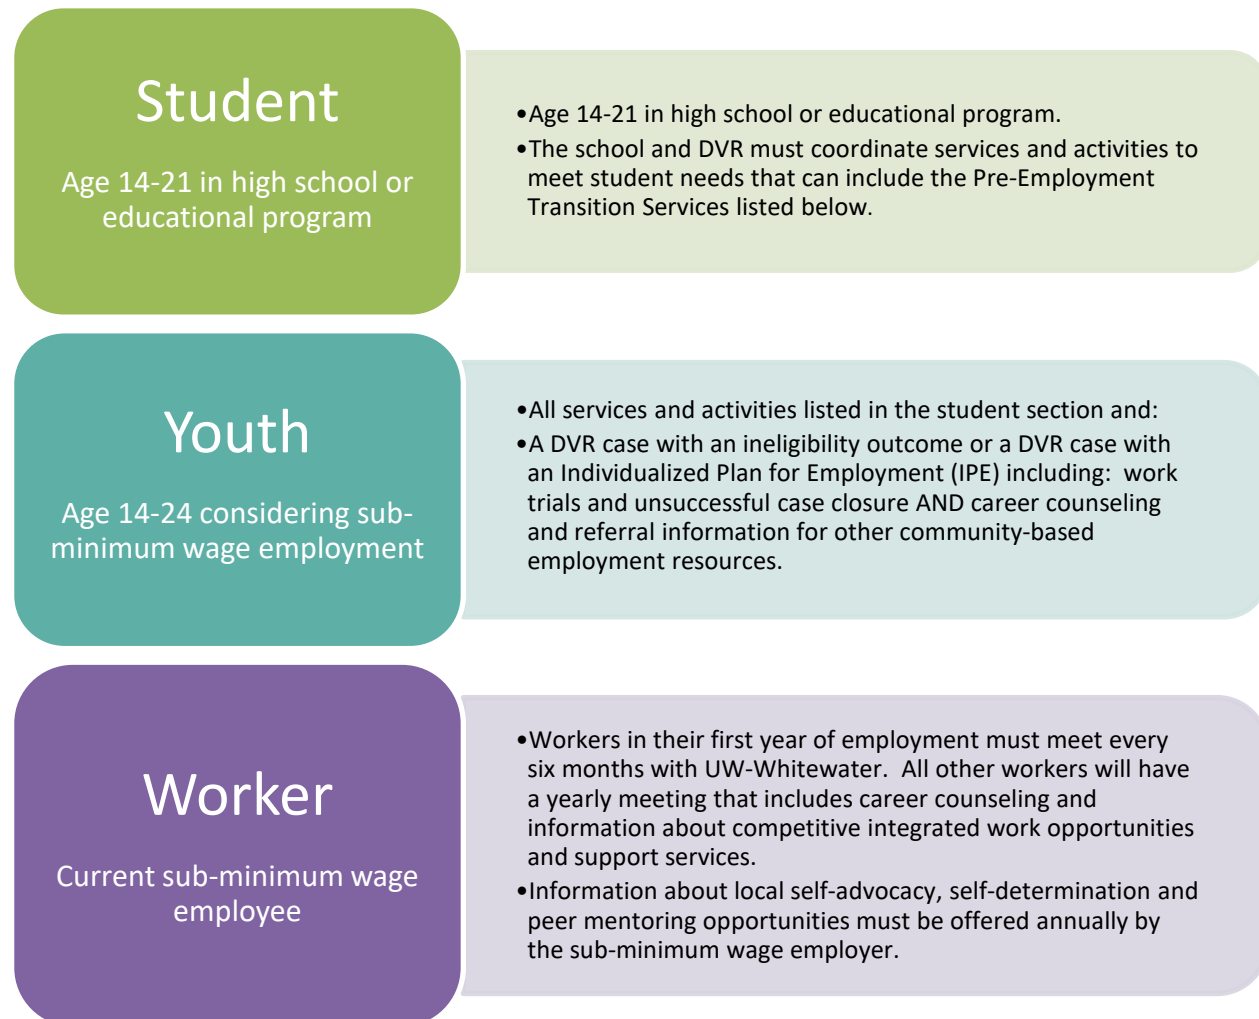 Student
Age 14-21 in high school or
educational program
•Age 14-21 in high school or educational program.
•The school and DVR must coordinate services and activities to
meet student needs that can include the Pre-Employment
Transition Services listed below.
Youth
Age 14-24 considering sub-
minimum wage employment
•All services and activities listed in the student section and:
•A DVR case with an ineligibility outcome or a DVR case with
an Individualized Plan for Employment (IPE) including:  work
trials and unsuccessful case closure AND career counseling
and referral information for other community-based
employment resources.
Worker
Current sub-minimum wage
employee
•Workers in their first year of employment must meet every
six months with UW-Whitewater.  All other workers will have
a yearly meeting that includes career counseling and
information about competitive integrated work opportunities
and support services.
•Information about local self-advocacy, self-determination and
peer mentoring opportunities must be offered annually by
the sub-minimum wage employer.